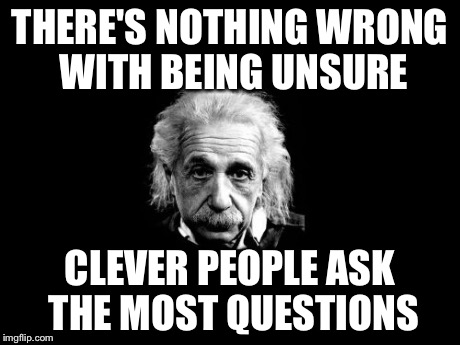 THERE'S NOTHING WRONG
WITH BEING UNSURE
CLEVER PEOPLE ASK
THE MOST QUESTIONS
imgflip.com